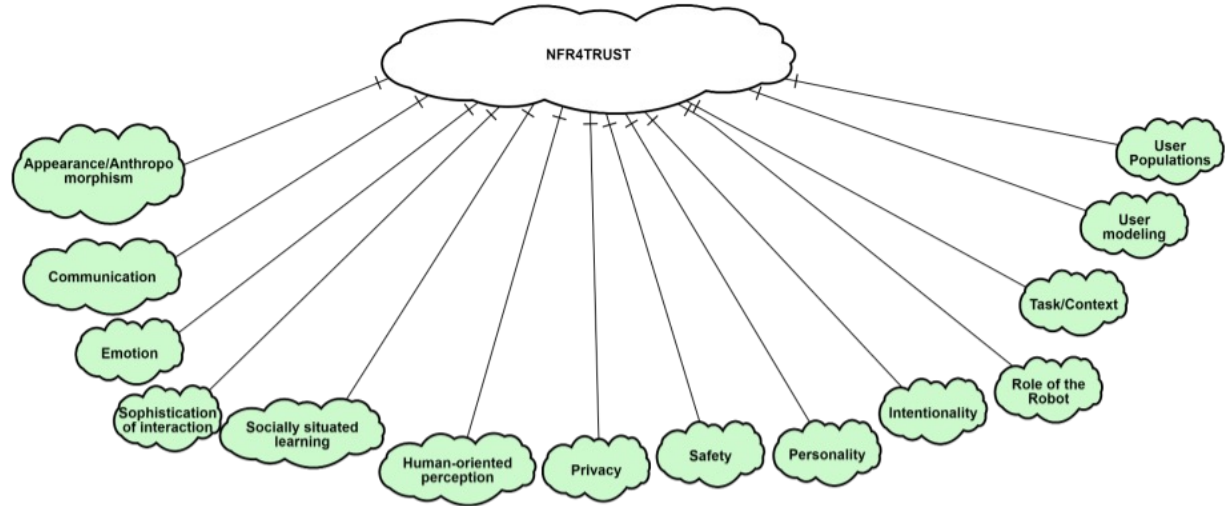 NFR4TRUST
Appearance/Anthropo
morphism
Communication
Emotion
Sophistication
of interaction
Socially situated
learning
Human-oriented
perception
Privacy
Safety
Personality
Intentionality
Role of the
Robot
Task/Context
User
modeling
User
Populations